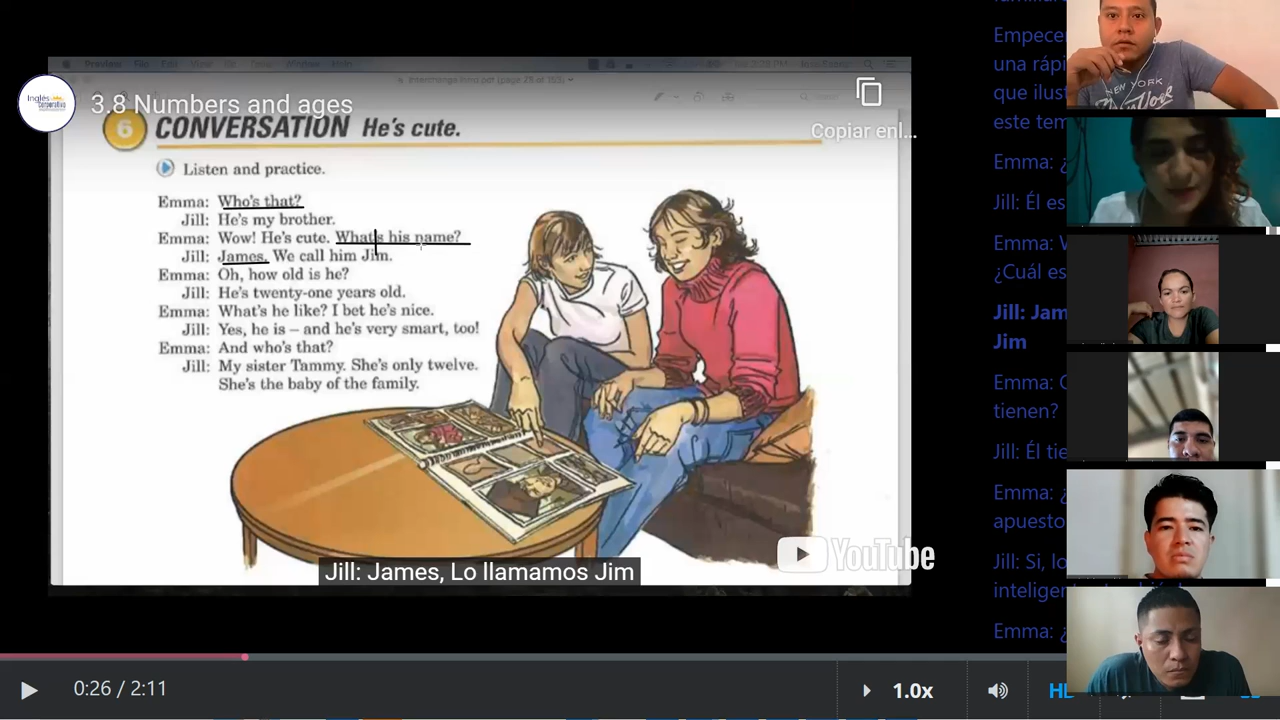 3.8 Numbers and ages
Copiar enl...
6 CONVERSATION He's cute.
Listen and practice.
Emma: Who's that?
Jill: He's my brother.
Emma: Wow! He's cute. What's his name?
Jill: James. We call him Jim.
Emma: Oh, how old is he?
Jill: He's twenty-one years old.
Emma: What's he like? I bet he's nice.
Jill: Yes, he is – and he's very smart, too!
Emma: And who's that?
Jill: My sister Tammy. She's only twelve.
She's the baby of the family.
YouTube
Jill: James, Lo llamamos Jim
0:26 / 2:11
1.0x
Empecer
una rápi
que ilust
este tem
Emma: ¿
Jill: Él es
Emma: W
¿Cuál es
Jill: Jam
Jim
Emma: C
tienen?
Jill: Él tie
Emma: ¿
apuesto
Jill: Si, lo
Emma: ¿
NEW YORK